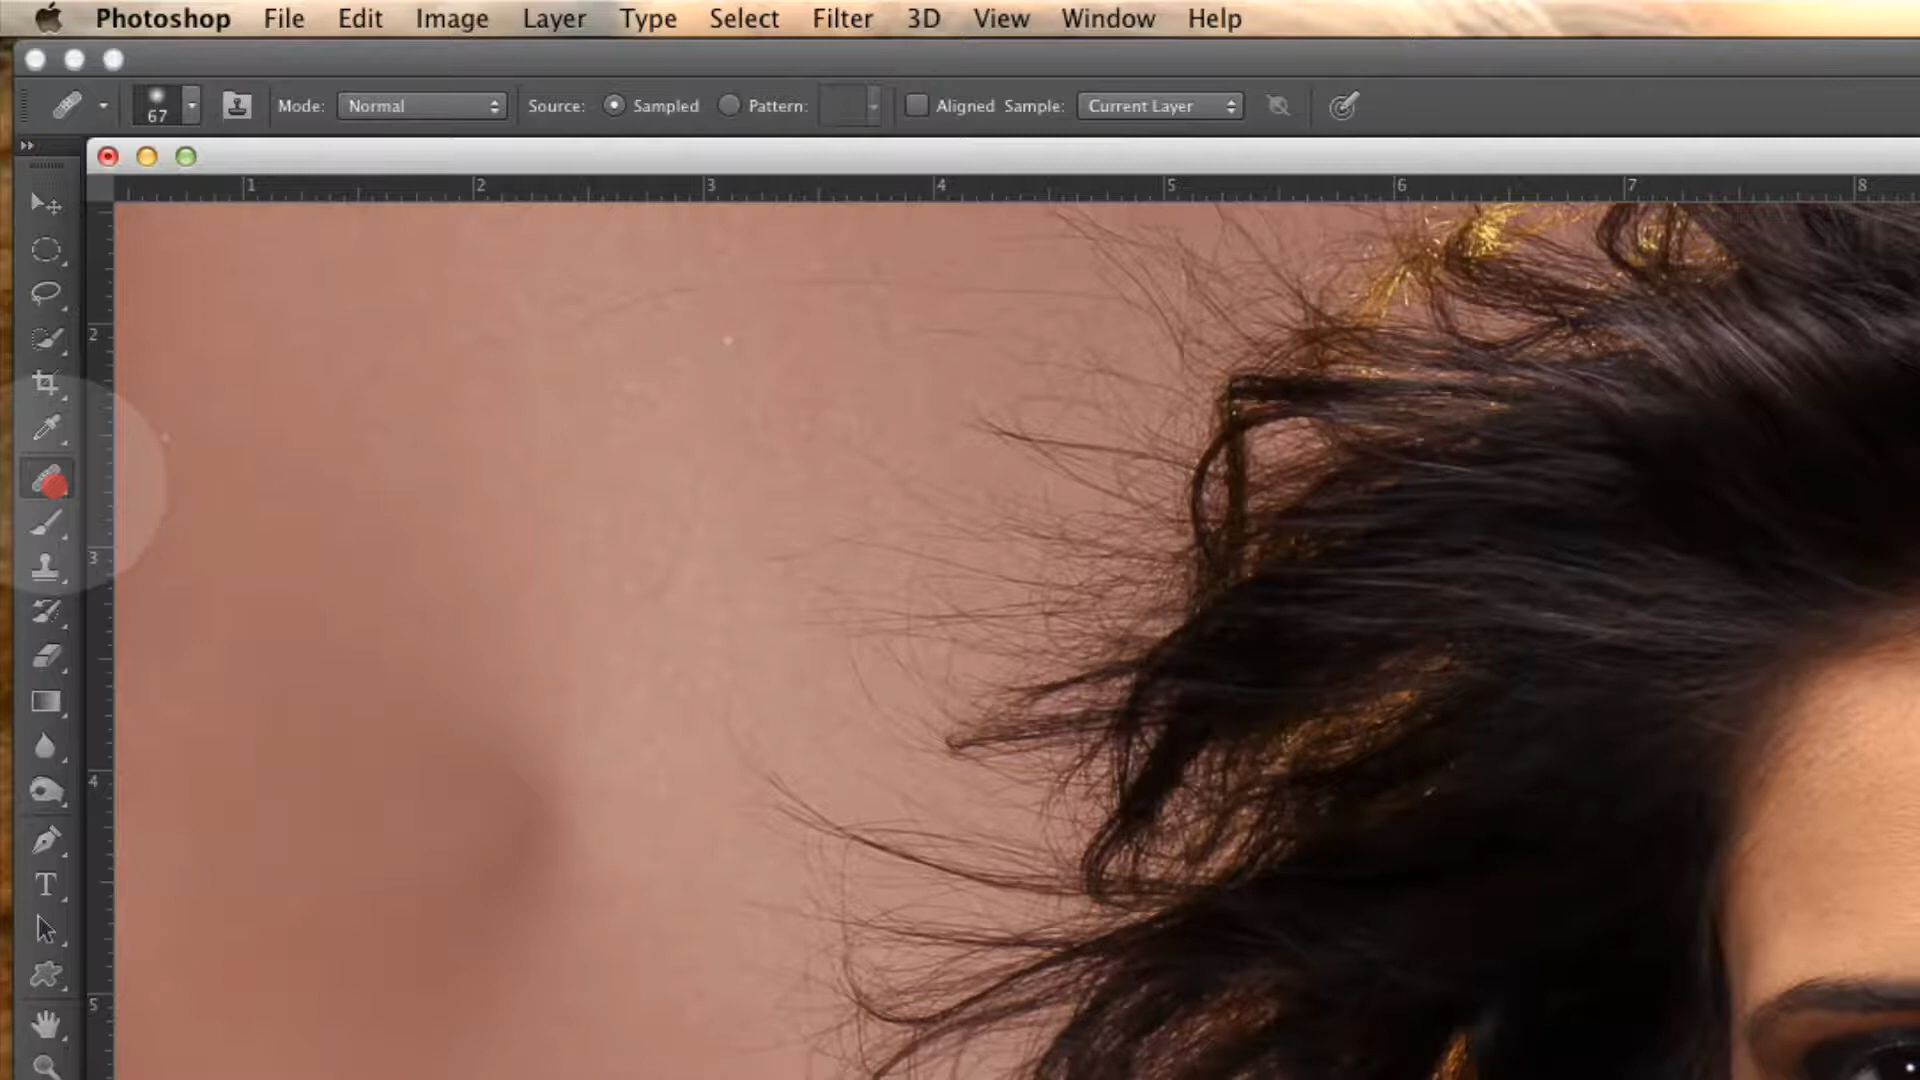 Photoshop File Edit Image Layer Type Select Filter 3D View Window Help
67 Mode: Normal Source: Sampled Pattern: Aligned Sample: Current Layer
1 2 3 4 5 6 7 8
2
3
4
T
5